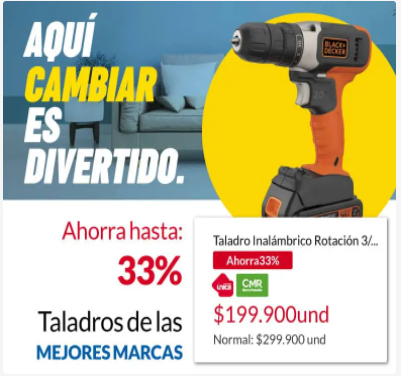 AQUÍ
CAMBIAR
ES
DIVERTIDO.
BLACK+
DECKER
Ahorra hasta:
33%
Taladros de las
MEJORES MARCAS
Taladro Inalámbrico Rotación 3/...
Ahorra33%
CMR
$199.900und
Normal: $299.900 und